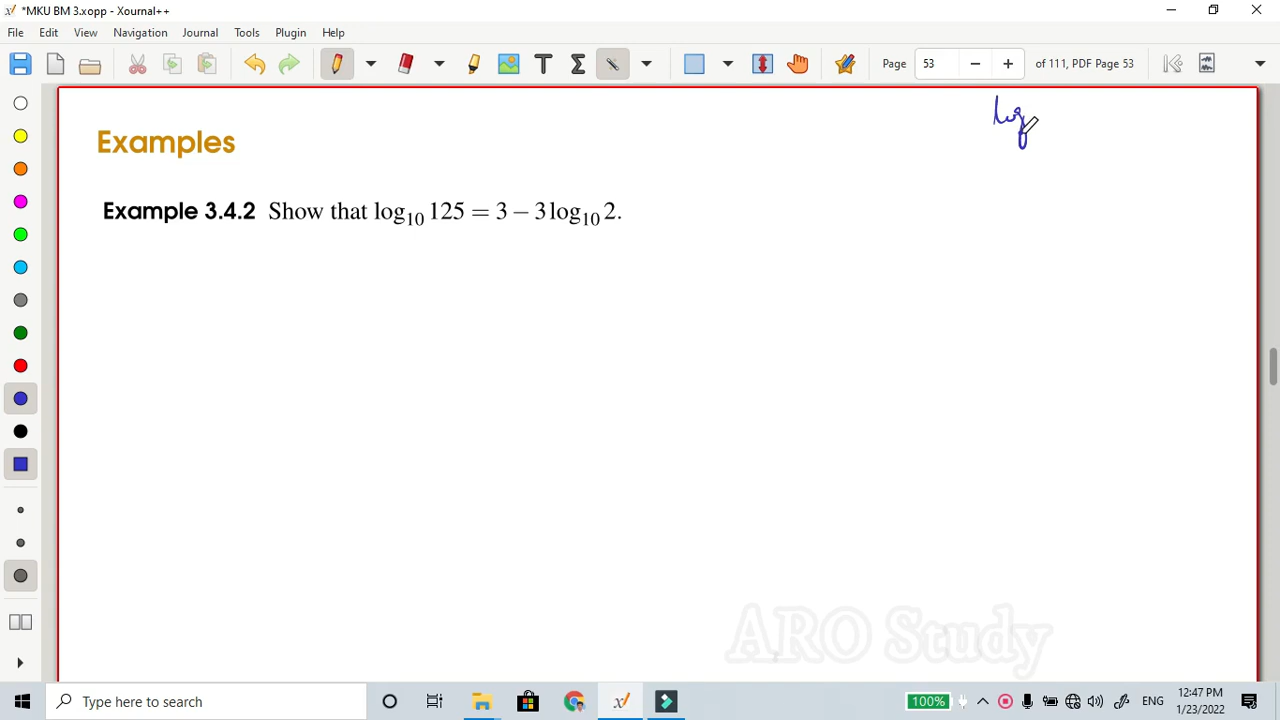 *MKU BM 3.xopp - Xournal++
File Edit View Navigation Journal Tools Plugin Help
Page 53 of 111, PDF Page 53
log
Examples
Example 3.4.2 Show that log₁₀ 125 = 3 − 3 log₁₀ 2.
ARO Study
Type here to search
100%
ENG
12:47 PM
1/23/2022